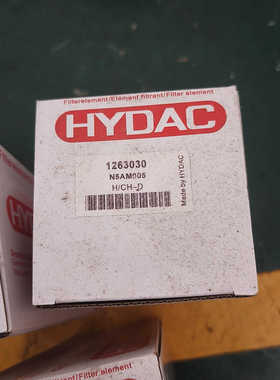 Filterelement/Element filtrant/Filter element
HYDAC
1263030
N5AM005
H/CH-D
Made by HYDAC